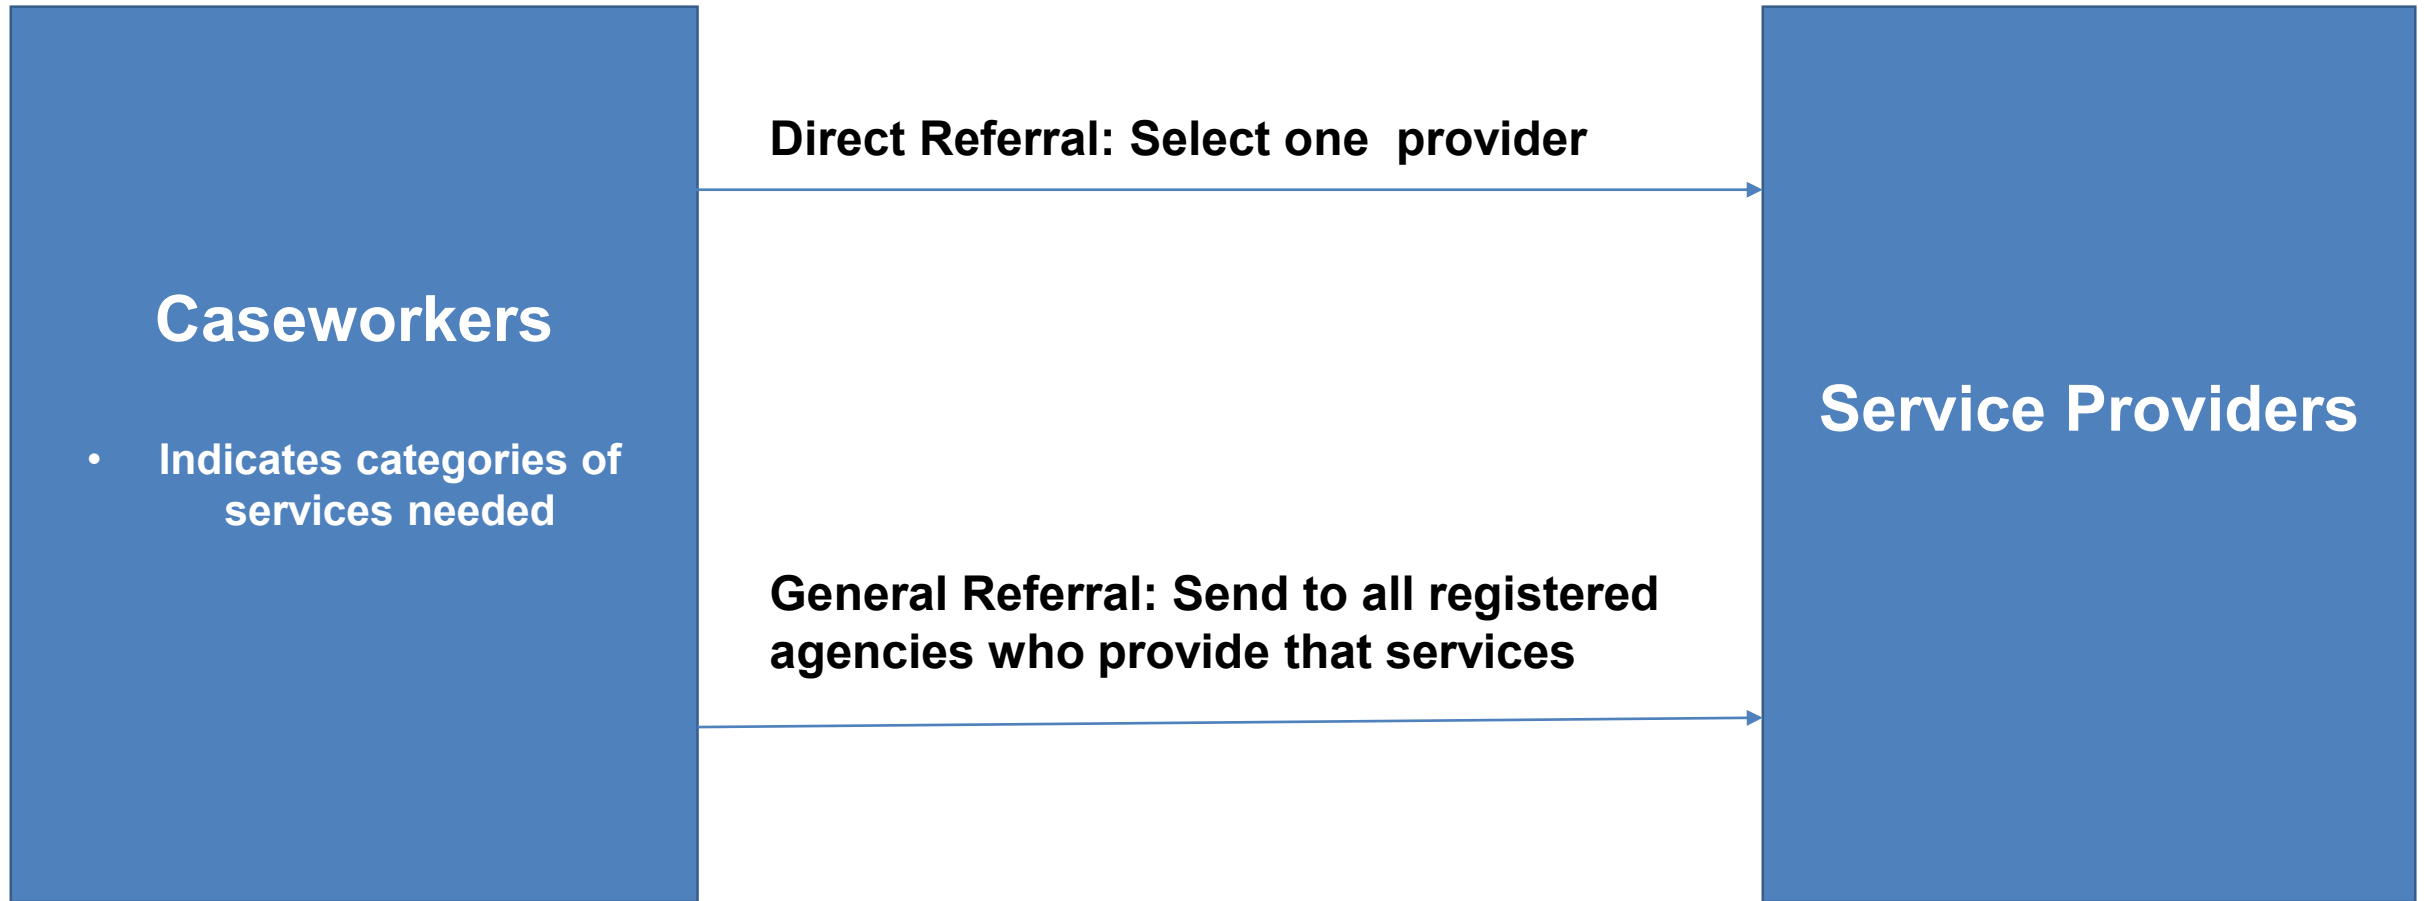 Caseworkers
• Indicates categories of
services needed
Direct Referral: Select one  provider
General Referral: Send to all registered
agencies who provide that services
Service Providers